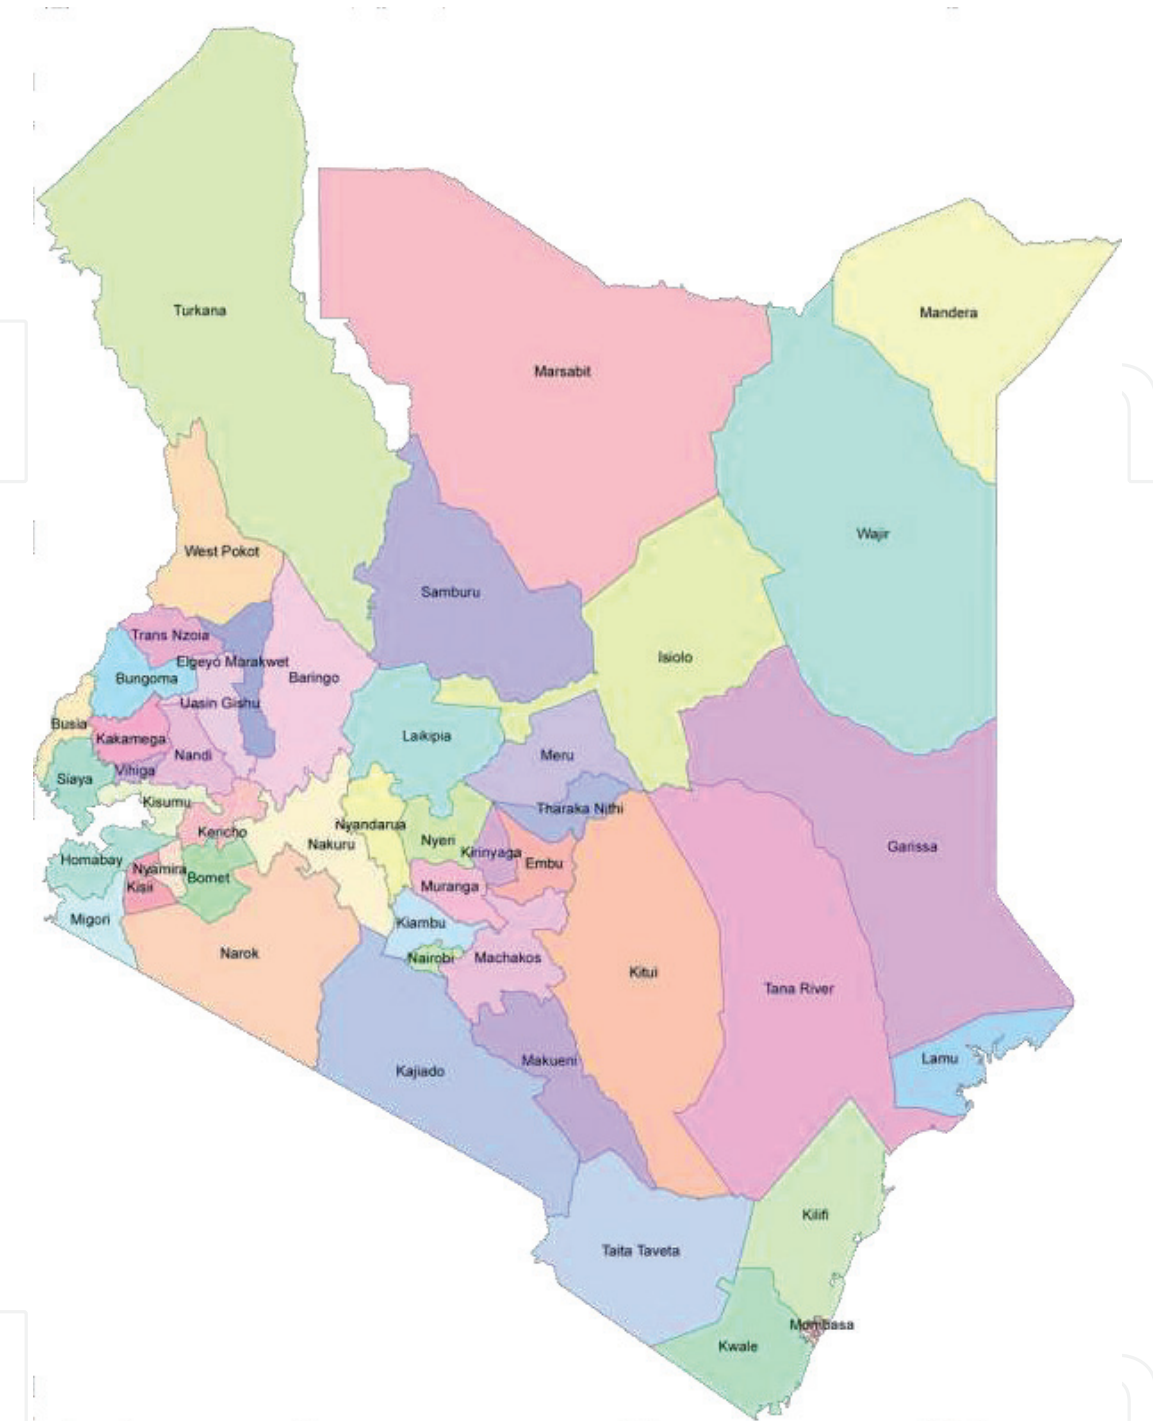 Turkana
Mandera
Marsabit
Wajir
West Pokot
Samburu
Trans Nzoia
Isiolo
Elgeyo Marakwet
Bungoma
Baringo
Uasin Gishu
Busia
Kakamega
Laikipia
Nandi
Meru
Vihiga
Siaya
Kisumu
Tharaka Nithi
Nyandarua
Kericho
Nyeri
Nakuru
Garissa
Kirinyaga
Homabay
Embu
Nyamira
Bomet
Kisii
Muranga
Migori
Kiambu
Narok
Nairobi
Machakos
Kitui
Tana River
Lamu
Makueni
Kajiado
Kilifi
Taita Taveta
Mombasa
Kwale